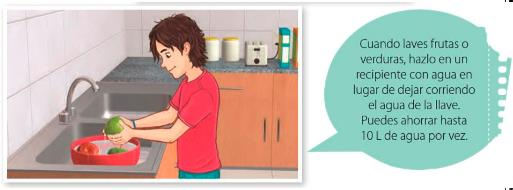 Cuando laves frutas o
verduras, hazlo en un
recipiente con agua en
lugar de dejar corriendo
el agua de la llave.
Puedes ahorrar hasta
10 L de agua por vez.